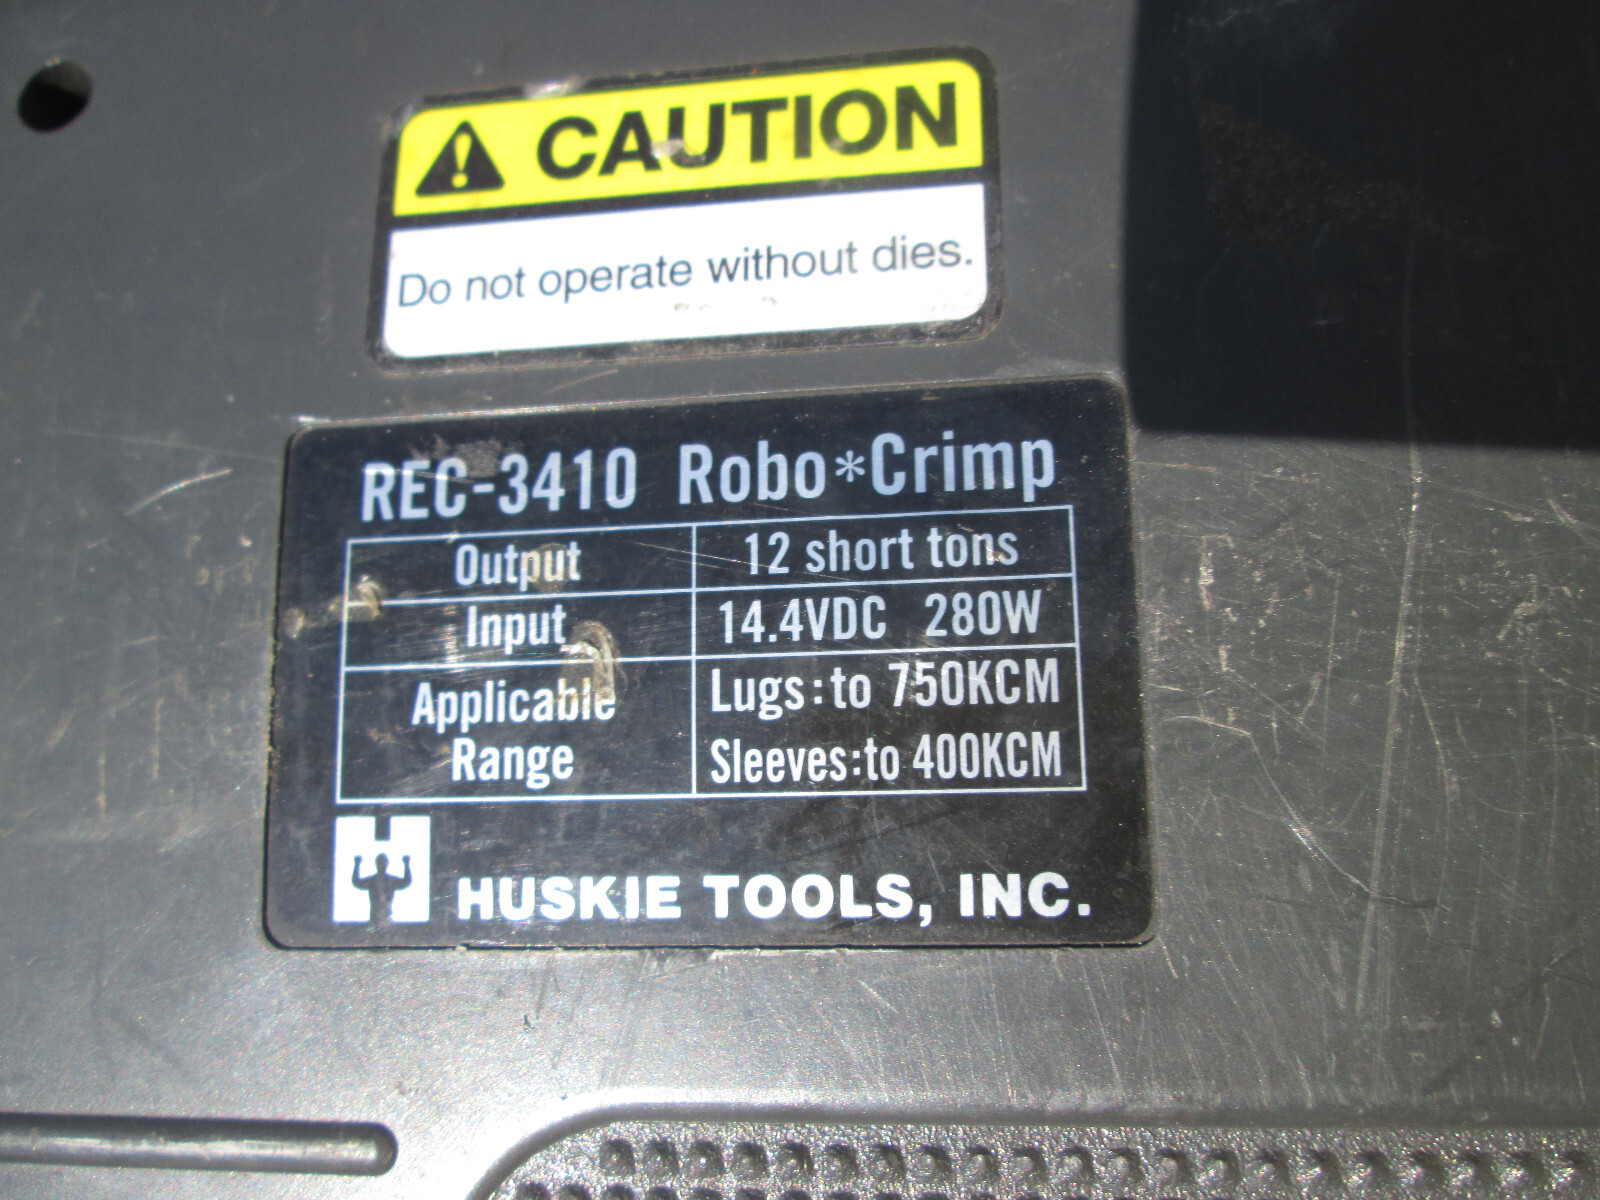 CAUTION
Do not operate without dies.
REC-3410 Robo*Crimp
Output 12 short tons
Input 14.4VDC 280W
Applicable Range Lugs:to 750KCM
Sleeves:to 400KCM
HUSKIE TOOLS, INC.